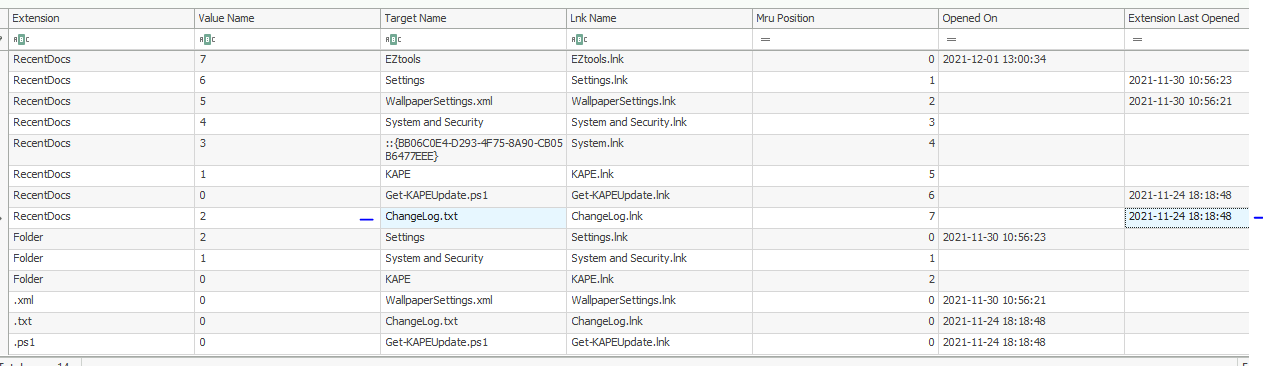 Extension Value Name Target Name Lnk Name Mru Position Opened On Extension Last Opened
ABC ABC ABC ABC = = =
RecentDocs 7 EZtools EZtools.lnk 0 2021-12-01 13:00:34
RecentDocs 6 Settings Settings.lnk 1 2021-11-30 10:56:23
RecentDocs 5 WallpaperSettings.xml WallpaperSettings.lnk 2 2021-11-30 10:56:21
RecentDocs 4 System and Security System and Security.lnk 3
RecentDocs 3 ::{BB06C0E4-D293-4F75-8A90-CB05 System.lnk 4
B6477EEE}
RecentDocs 1 KAPE KAPE.lnk 5
RecentDocs 0 Get-KAPEUpdate.ps1 Get-KAPEUpdate.lnk 6 2021-11-24 18:18:48
RecentDocs 2 ChangeLog.txt ChangeLog.lnk 7 2021-11-24 18:18:48
Folder 2 Settings Settings.lnk 0 2021-11-30 10:56:23
Folder 1 System and Security System and Security.lnk 1
Folder 0 KAPE KAPE.lnk 2
.xml 0 WallpaperSettings.xml WallpaperSettings.lnk 0 2021-11-30 10:56:21
.txt 0 ChangeLog.txt ChangeLog.lnk 0 2021-11-24 18:18:48
.ps1 0 Get-KAPEUpdate.ps1 Get-KAPEUpdate.lnk 0 2021-11-24 18:18:48